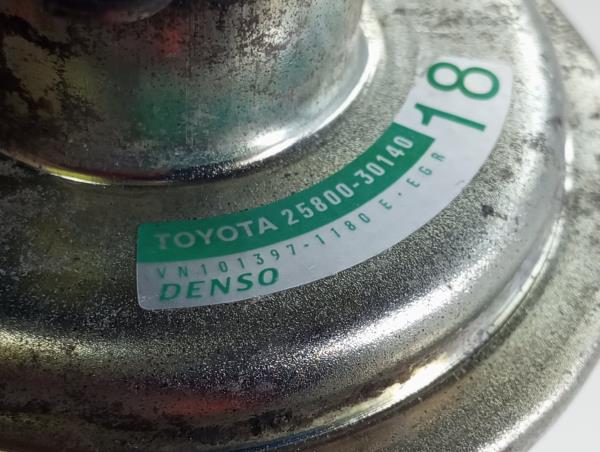 TOYOTA 25800-30140
VN101397-1180 E·EGR
DENSO
18